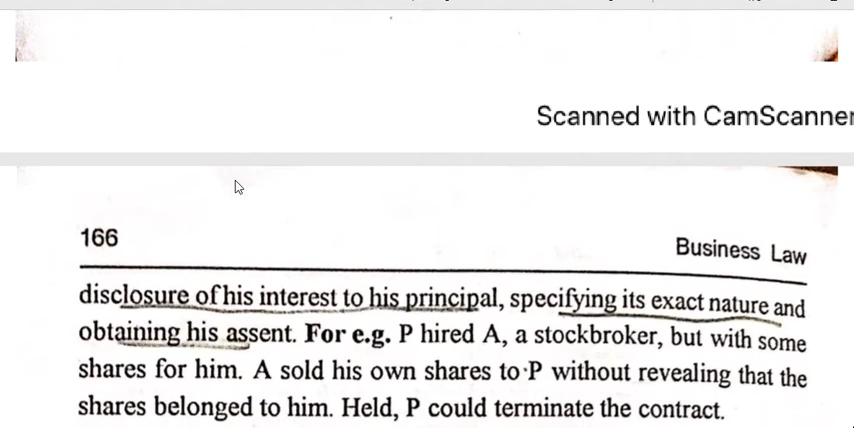 Scanned with CamScanner
166
Business Law
disclosure of his interest to his principal, specifying its exact nature and
obtaining his assent. For e.g. P hired A, a stockbroker, but with some
shares for him. A sold his own shares to P without revealing that the
shares belonged to him. Held, P could terminate the contract.